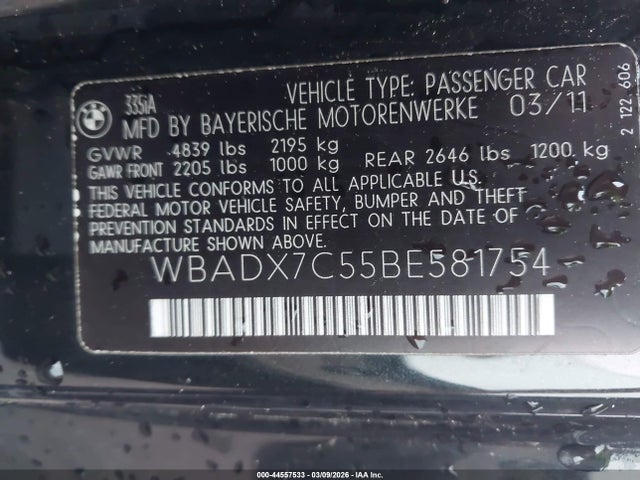 BMW
335iA
VEHICLE TYPE: PASSENGER CAR
MFD BY BAYERISCHE MOTORENWERKE 03/11
GVWR 4839 lbs 2195 kg
GAWR FRONT 2205 lbs 1000 kg REAR 2646 lbs 1200 kg
THIS VEHICLE CONFORMS TO ALL APPLICABLE U.S.
FEDERAL MOTOR VEHICLE SAFETY, BUMPER AND THEFT
PREVENTION STANDARDS IN EFFECT ON THE DATE OF
MANUFACTURE SHOWN ABOVE.
WBADX7C55BE581754
2 122 606
000-44557533 - 03/09/2026 - IAA Inc.